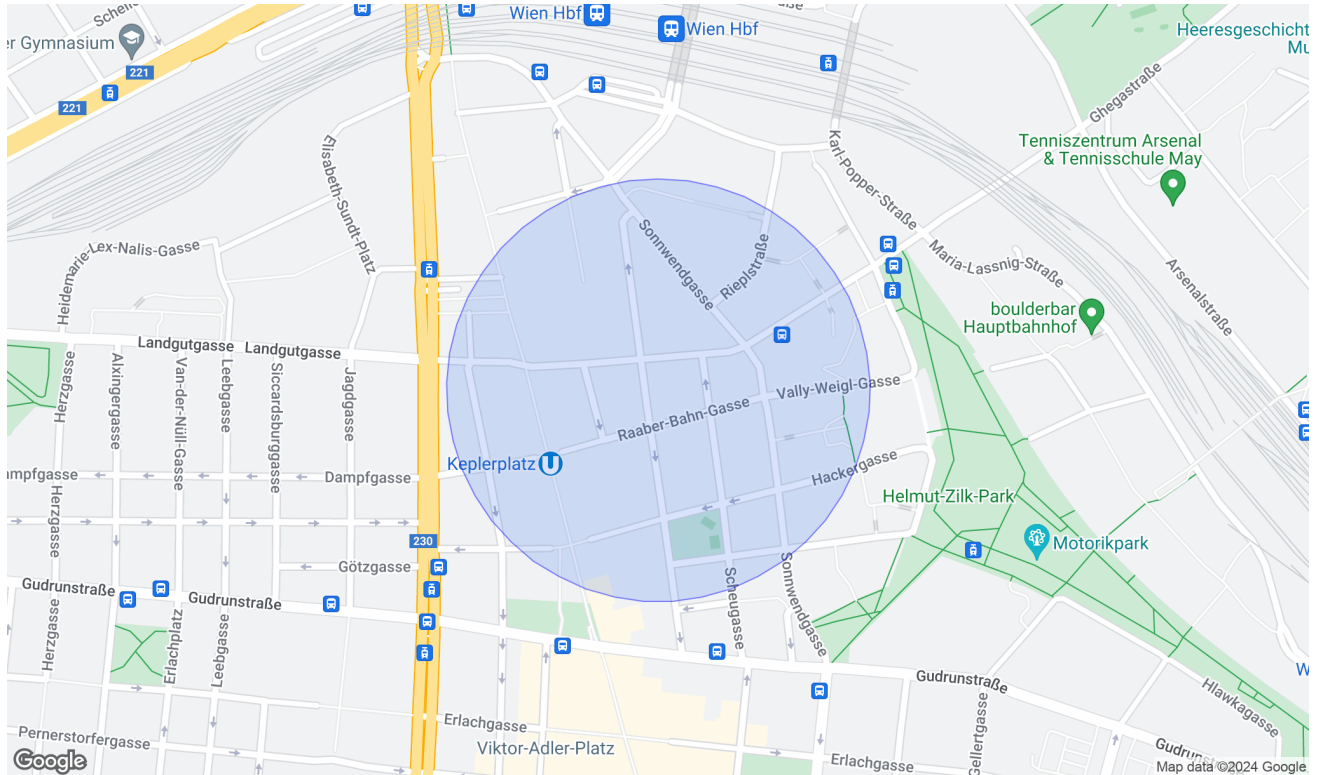 Wien Hbf
Wien Hbf
er Gymnasium
221
221
Heeresgeschicht
Mu
Ghegastraße
Tenniszentrum Arsenal
& Tennisschule May
Karl-Popper-Straße
Elisabeth-Sundt-Platz
Sonnwendgasse
Rieplstraße
Maria-Lassnig-Straße
Arsenalstraße
Heidemarie-Lex-Nalis-Gasse
boulderbar
Hauptbahnhof
Landgutgasse
Landgutgasse
Herzgasse
Alxingergasse
Van-der-Nüll-Gasse
Leebgasse
Siccardsburggasse
Jagdgasse
Vally-Weigl-Gasse
Raaber-Bahn-Gasse
Keplerplatz
Hackergasse
ampfgasse
Dampfgasse
Helmut-Zilk-Park
Herzgasse
230
Motorikpark
Götzgasse
Gudrunstraße
Gudrunstraße
Scheugasse
Sonnwendgasse
Herzgasse
Erlachplatz
Leebgasse
Gudrunstraße
Gellertgasse
Hlawkagasse
W
Erlachgasse
Pernerstorfergasse
Viktor-Adler-Platz
Erlachgasse
Gudrunst
Google
Map data ©2024 Google